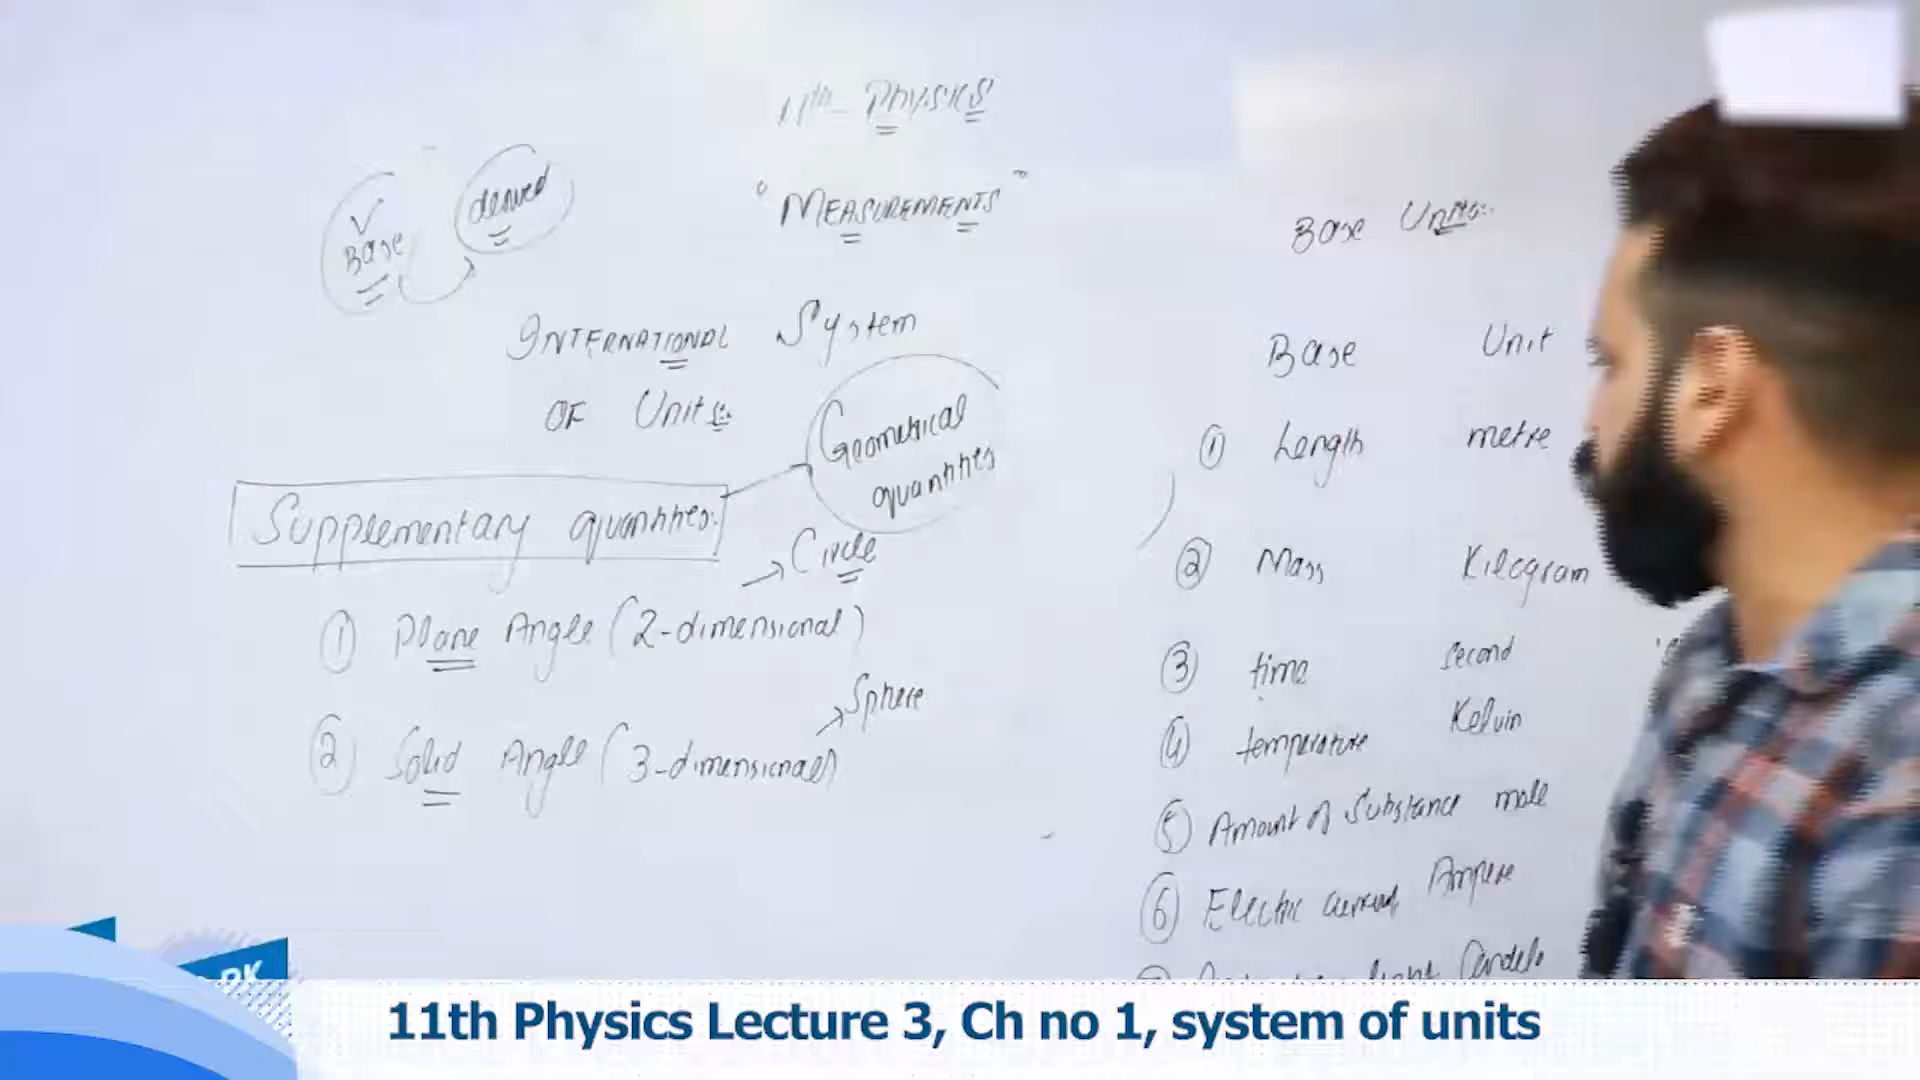 11th Physics
"MEASUREMENTS"
Base
derived
INTERNATIONAL System
OF Units
Geometrical
quantities
Supplementary quantities:
Circle
① Plane Angle (2-dimensional)
Sphere
② Solid Angle (3-dimensional)
Base Units:
Base Unit
① Length metre
② Mass Kilogram
③ time second
④ temperature Kelvin
⑤ Amount of Substance mole
⑥ Electric current Ampere
light Candela
11th Physics Lecture 3, Ch no 1, system of units